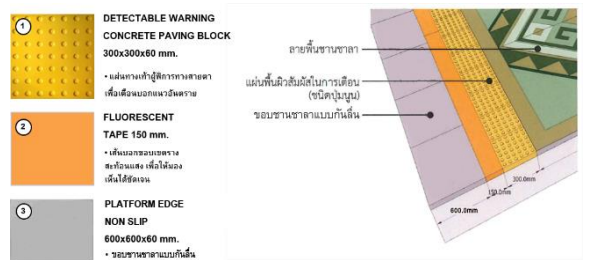 1
DETECTABLE WARNING
CONCRETE PAVING BLOCK
300x300x60 mm.
• แผ่นทางเท้าผู้พิการทางสายตา
เพื่อเตือนบอกแนวอันตราย
2
FLUORESCENT
TAPE 150 mm.
• เส้นบอกขอบเขตราง
สะท้อนแสง เพื่อให้มอง
เห็นได้ชัดเจน
3
PLATFORM EDGE
NON SLIP
600x600x60 mm.
• ขอบชานชาลาแบบกันลื่น
ลายพื้นชานชาลา
แผ่นพื้นผิวสัมผัสในการเตือน
(ชนิดปุ่มนูน)
ขอบชานชาลาแบบกันลื่น
300.0mm
150.0mm
600.0mm